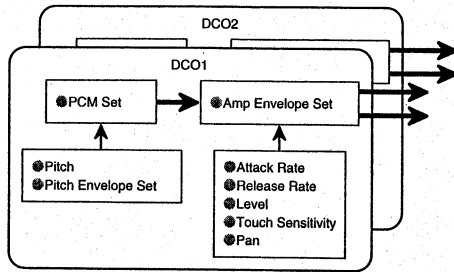 DCO2
DCO1
PCM Set
Amp Envelope Set
Pitch
Pitch Envelope Set
Attack Rate
Release Rate
Level
Touch Sensitivity
Pan